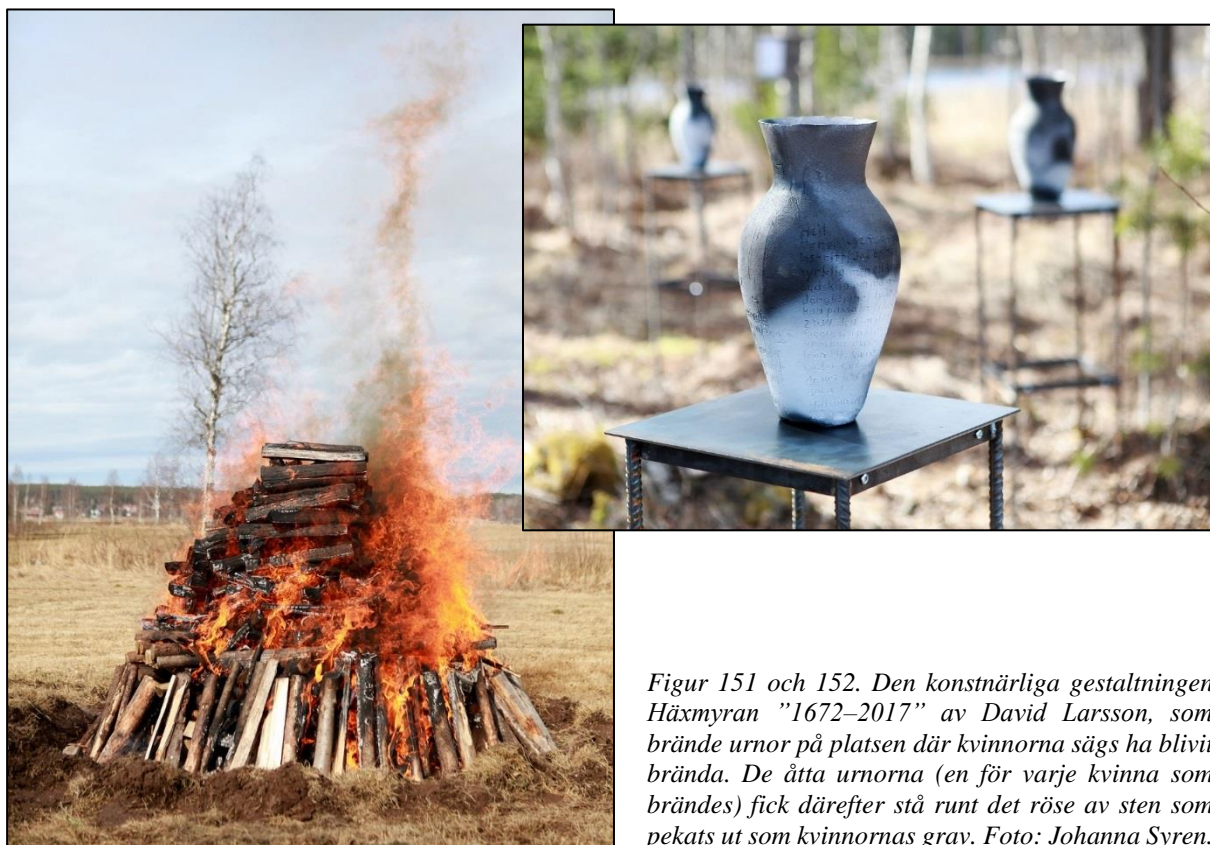 Figur 151 och 152. Den konstnärliga gestaltningen
Häxmyran ”1672–2017” av David Larsson, som
brände urnor på platsen där kvinnorna sägs ha blivit
brända. De åtta urnorna (en för varje kvinna som
brändes) fick därefter stå runt det röse av sten som
pekats ut som kvinnornas grav. Foto: Johanna Syren.